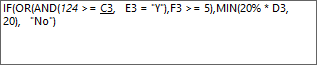 IF(OR(AND(124 >= C3,   E3 = "Y"),F3 >= 5),MIN(20% * D3,
20),   "No")